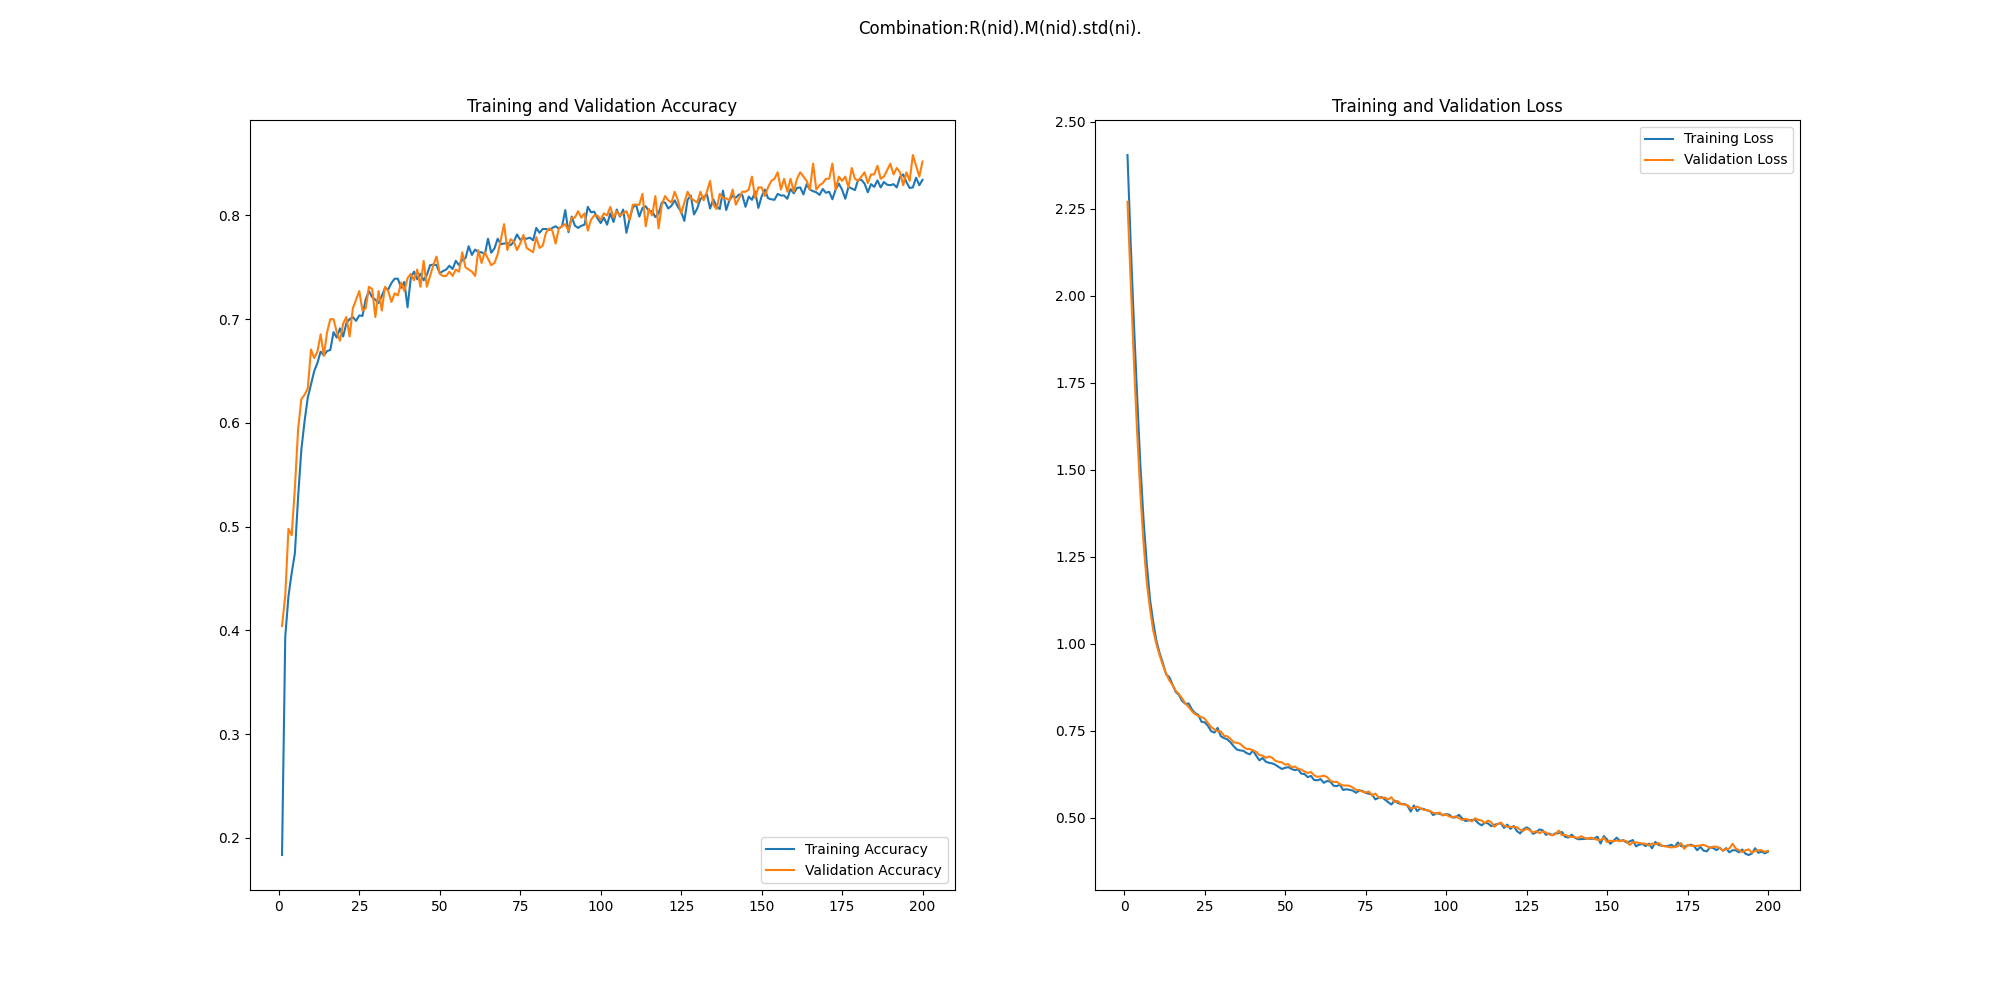 Combination:R(nid).M(nid).std(ni).
Training and Validation Accuracy
0.8
0.7
0.6
0.5
0.4
0.3
0.2
0 25 50 75 100 125 150 175 200
Training Accuracy
Validation Accuracy
Training and Validation Loss
2.50
2.25
2.00
1.75
1.50
1.25
1.00
0.75
0.50
0 25 50 75 100 125 150 175 200
Training Loss
Validation Loss